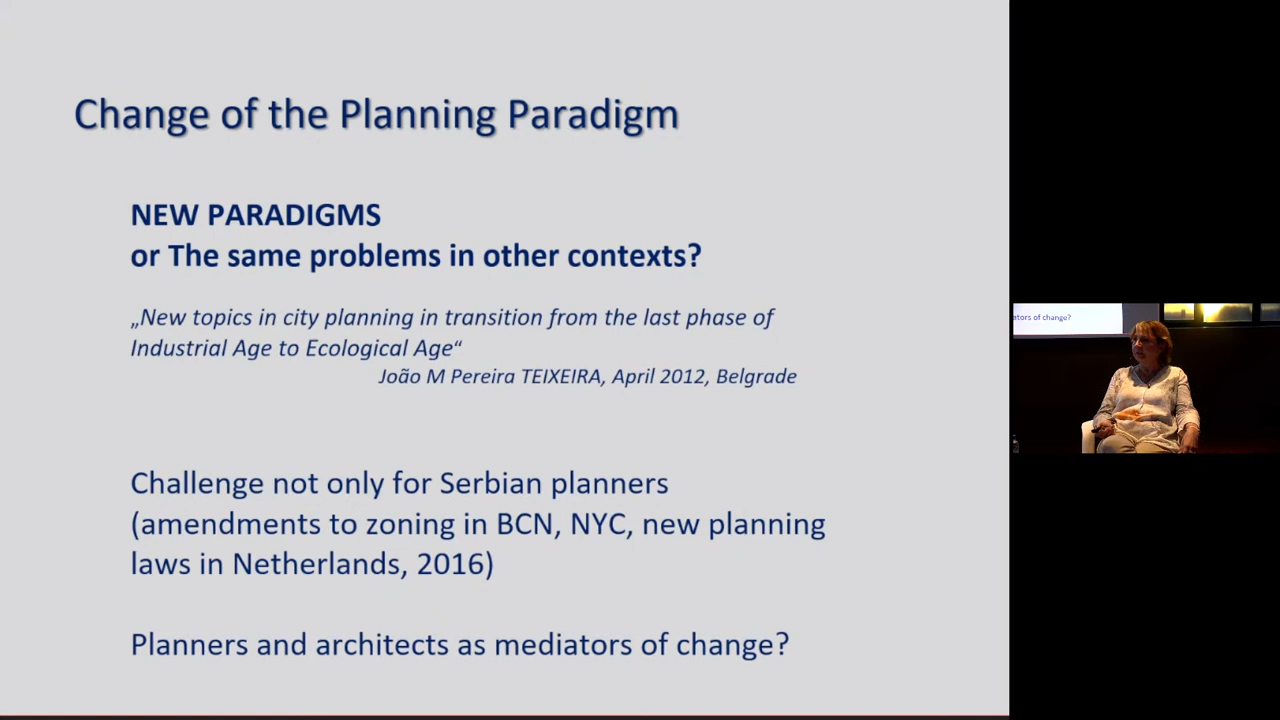 Change of the Planning Paradigm
NEW PARADIGMS
or The same problems in other contexts?
„New topics in city planning in transition from the last phase of
Industrial Age to Ecological Age“
João M Pereira TEIXEIRA, April 2012, Belgrade
Challenge not only for Serbian planners
(amendments to zoning in BCN, NYC, new planning
laws in Netherlands, 2016)
Planners and architects as mediators of change?
ators of change?